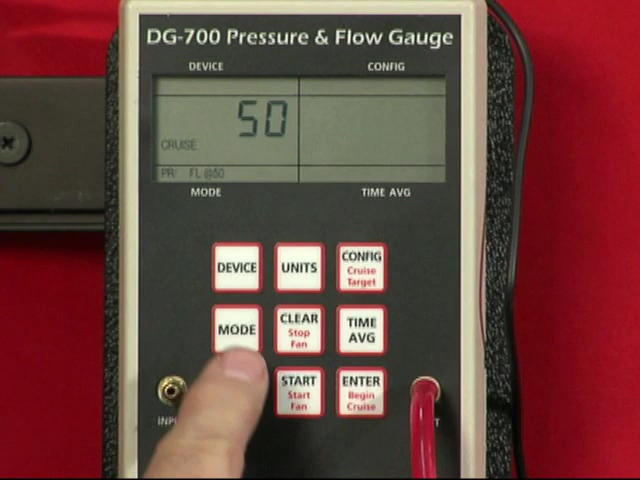 DG-700 Pressure & Flow Gauge
DEVICE CONFIG
50
CRUISE
PR/ FL @50
MODE TIME AVG
DEVICE UNITS CONFIG
Cruise
Target
MODE CLEAR TIME
Stop AVG
Fan
START ENTER
Start Begin
Fan Cruise